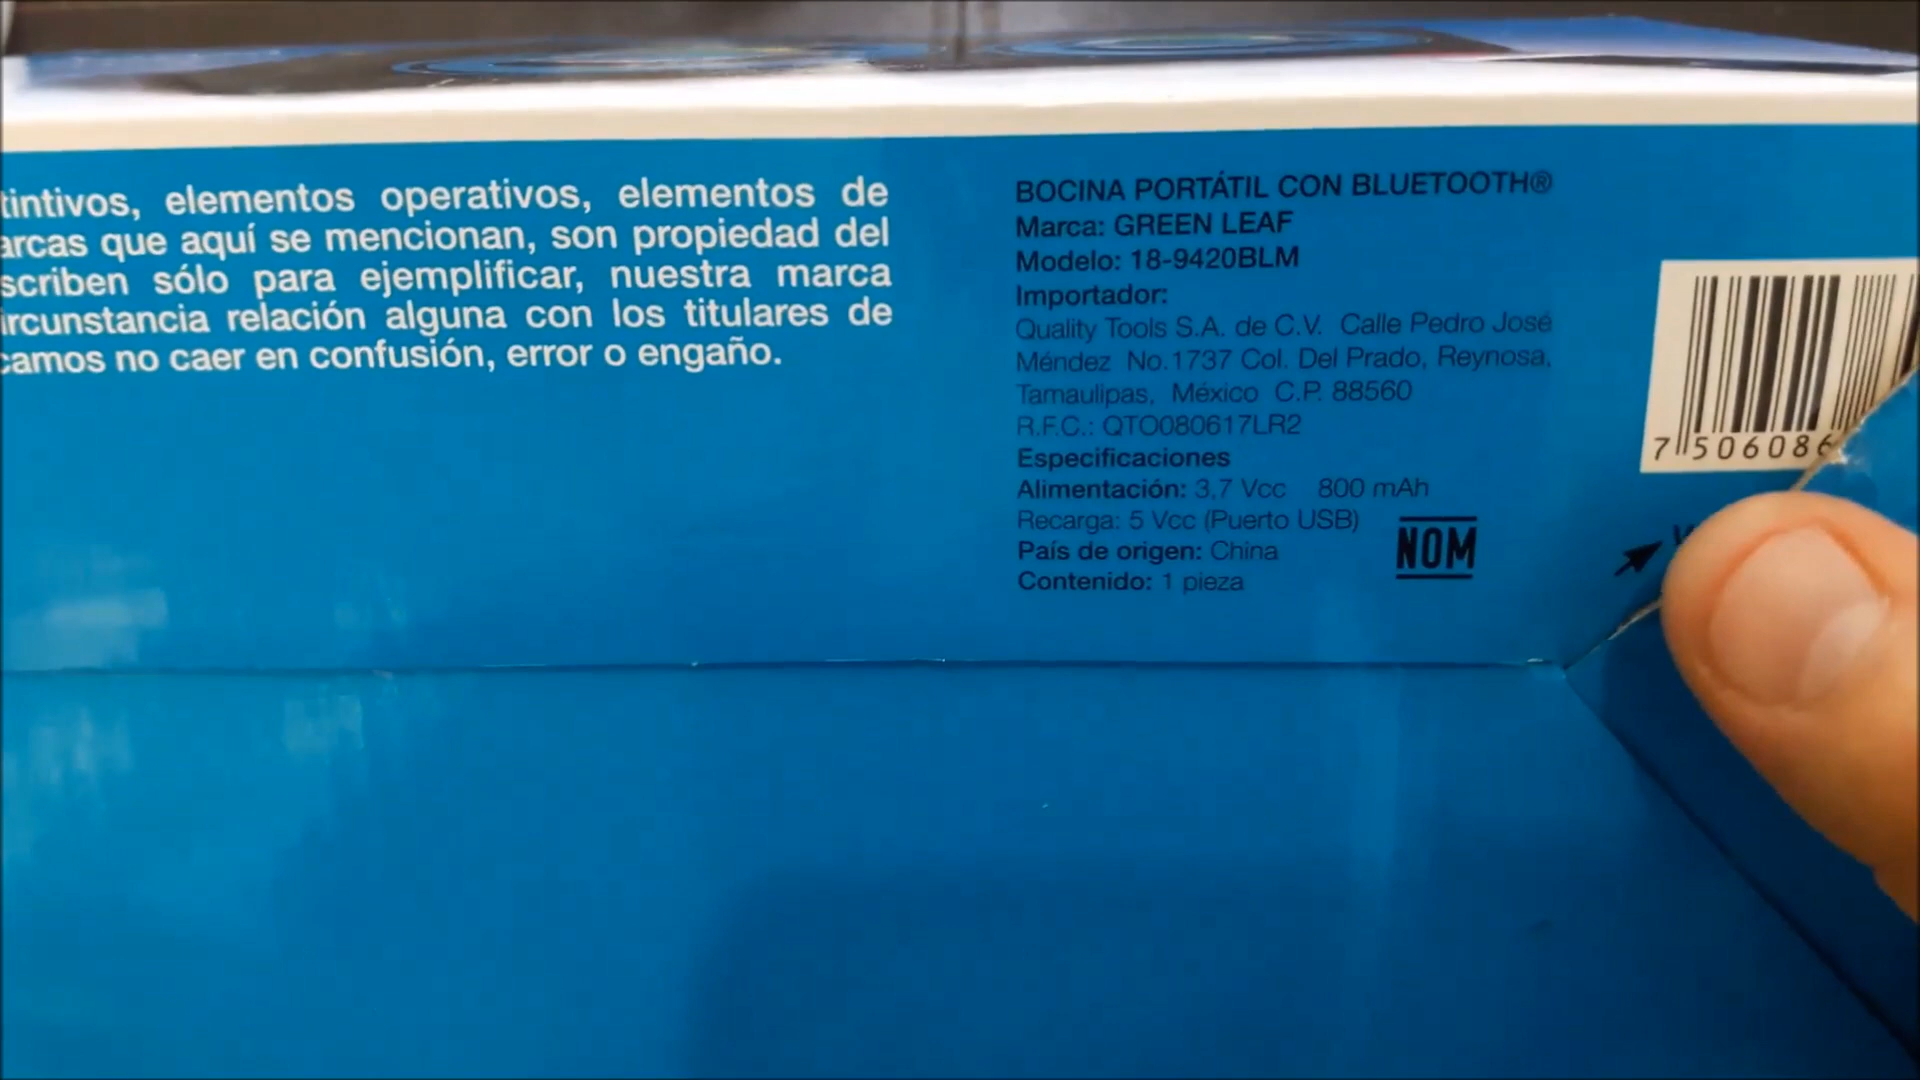 tintivos, elementos operativos, elementos de
arcas que aquí se mencionan, son propiedad del
scriben sólo para ejemplificar, nuestra marca
ircunstancia relación alguna con los titulares de
camos no caer en confusión, error o engaño.
BOCINA PORTÁTIL CON BLUETOOTH®
Marca: GREEN LEAF
Modelo: 18-9420BLM
Importador:
Quality Tools S.A. de C.V. Calle Pedro José
Méndez No.1737 Col. Del Prado, Reynosa,
Tamaulipas, México C.P. 88560
R.F.C.: QTO080617LR2
Especificaciones
Alimentación: 3,7 Vcc 800 mAh
Recarga: 5 Vcc (Puerto USB)
País de origen: China
Contenido: 1 pieza
NOM
7 506086